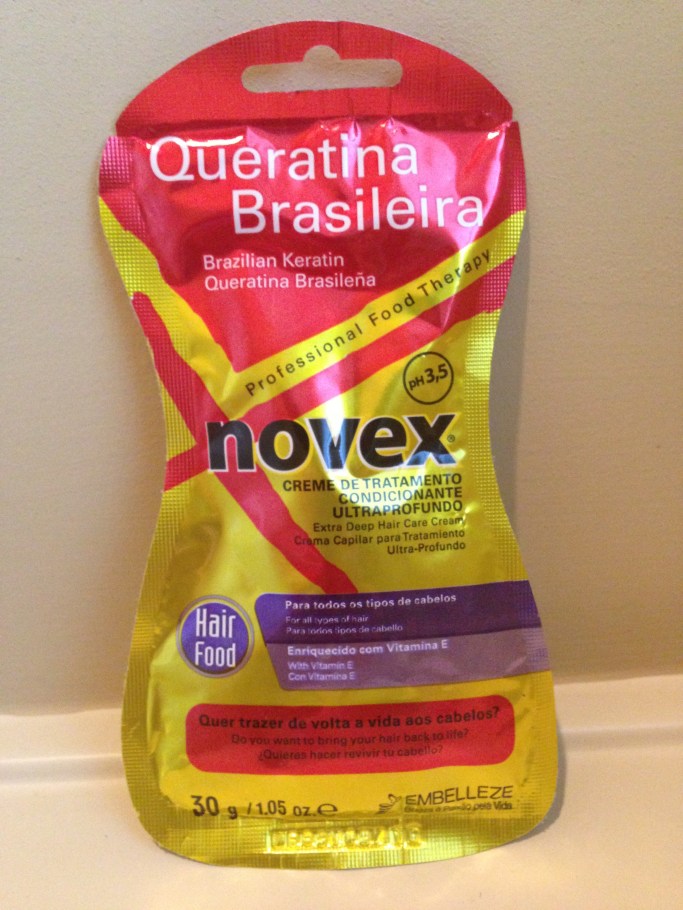 Queratina
Brasileira
Brazilian Keratin
Queratina Brasileña
Professional Food Therapy
pH 3,5
novex®
CREME DE TRATAMENTO
CONDICIONANTE
ULTRAPROFUNDO
Extra Deep Hair Care Cream
Crema Capilar para Tratamiento
Ultra-Profundo
Hair
Food
Para todos os tipos de cabelos
For all types of hair
Para todos tipos de cabello
Enriquecido com Vitamina E
With Vitamin E
Con Vitamina E
Quer trazer de volta a vida aos cabelos?
Do you want to bring your hair back to life?
¿Quieres hacer revivir tu cabello?
30 g / 1.05 oz. ℮
EMBELLEZE
pela Vida